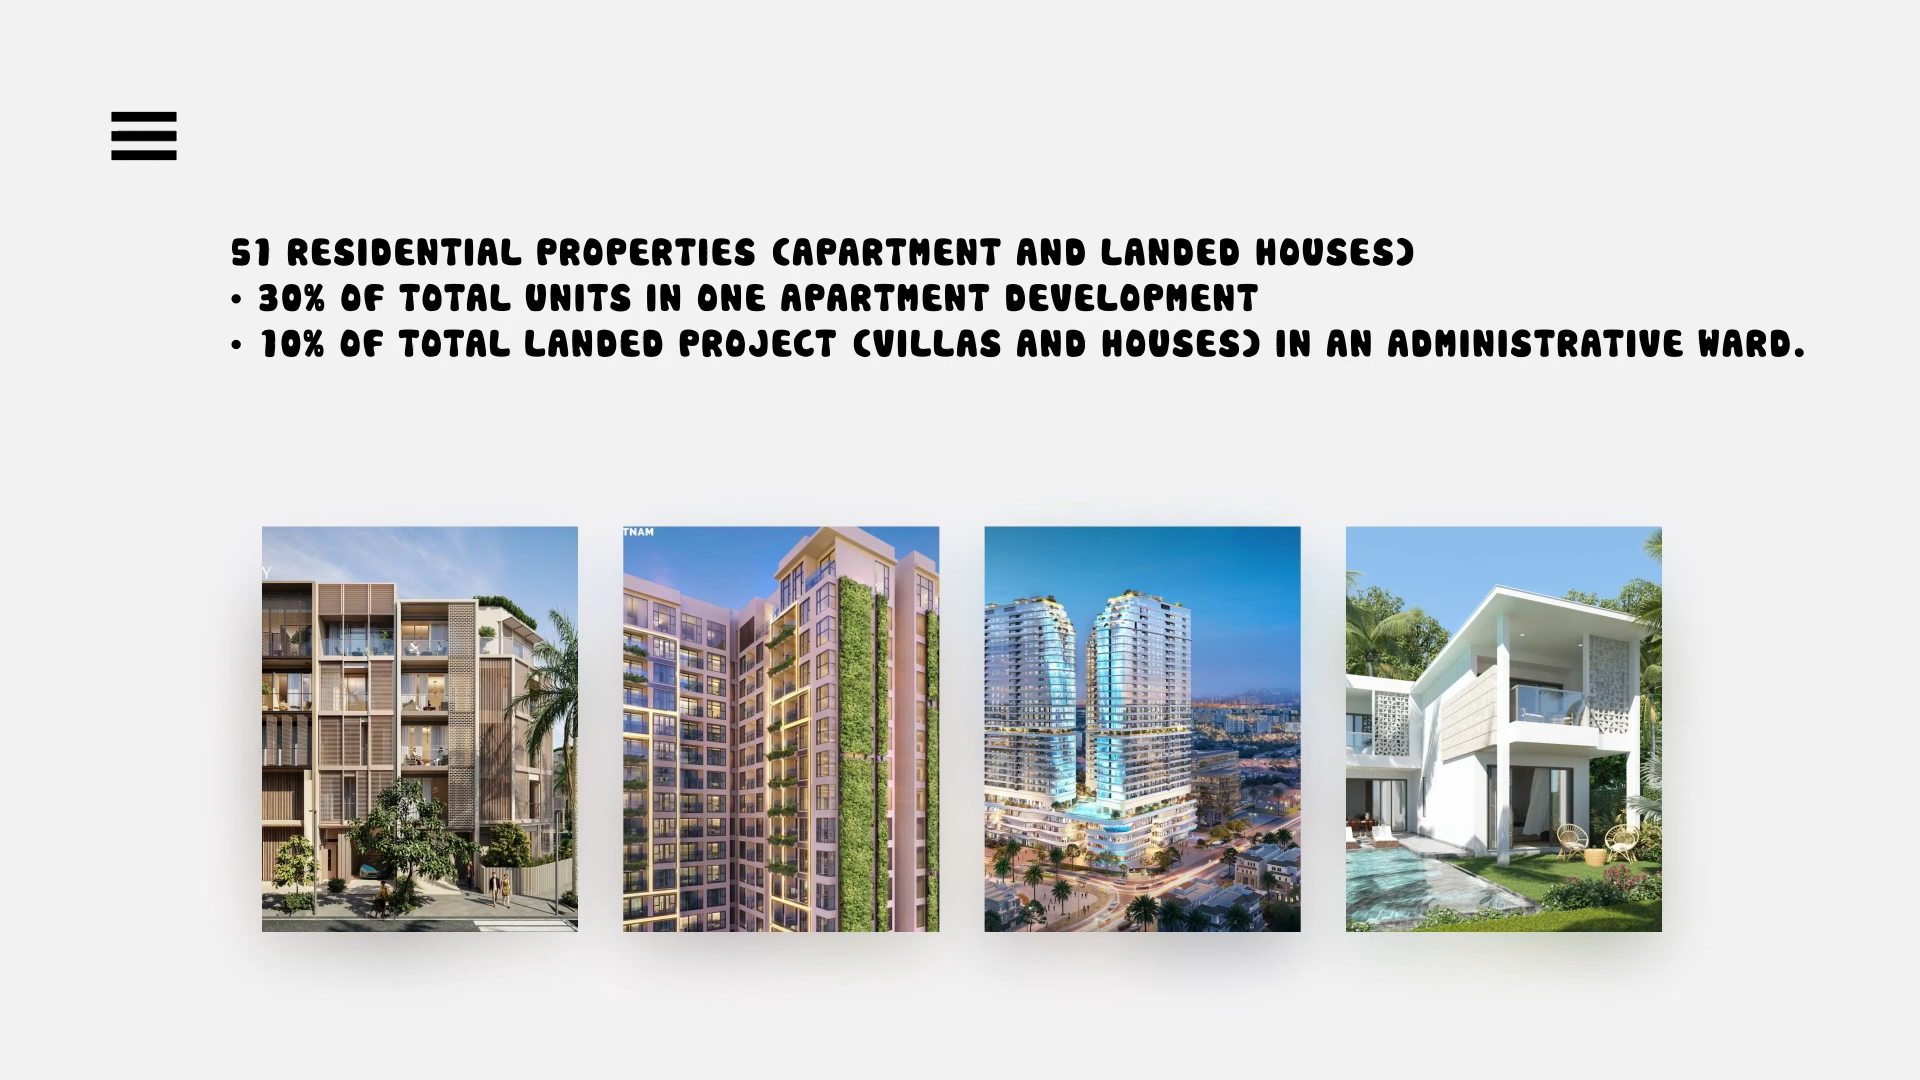 51 RESIDENTIAL PROPERTIES (APARTMENT AND LANDED HOUSES)
• 30% OF TOTAL UNITS IN ONE APARTMENT DEVELOPMENT
• 10% OF TOTAL LANDED PROJECT (VILLAS AND HOUSES) IN AN ADMINISTRATIVE WARD.
Y
TNAM